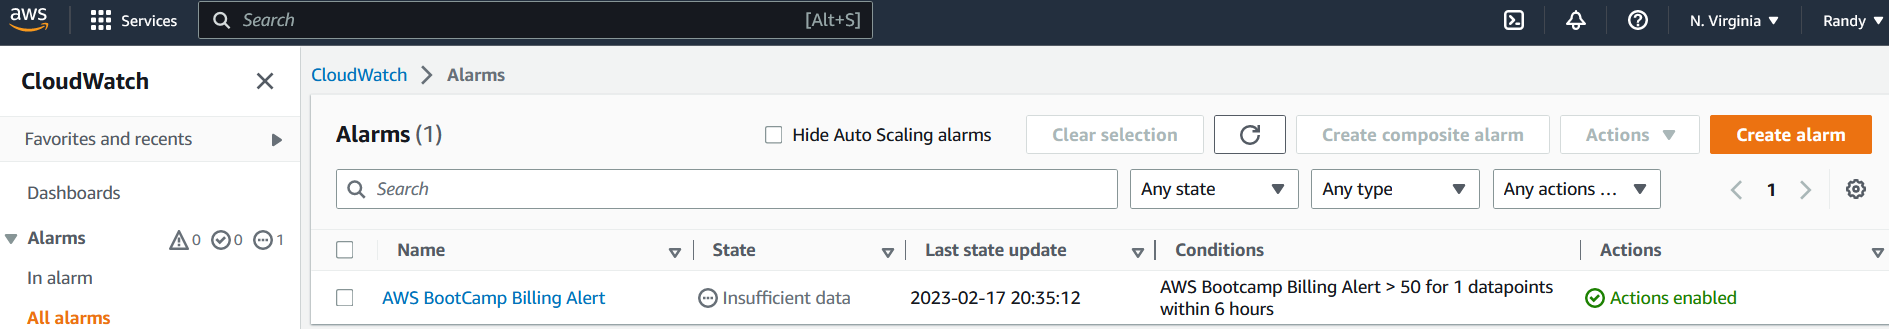 aws Services Search [Alt+S] N. Virginia Randy
CloudWatch
Favorites and recents
Dashboards
Alarms 0 0 1
In alarm
All alarms
CloudWatch Alarms
Alarms (1) Hide Auto Scaling alarms Clear selection Create composite alarm Actions Create alarm
Search Any state Any type Any actions ... 1
Name State Last state update Conditions Actions
AWS BootCamp Billing Alert Insufficient data 2023-02-17 20:35:12 AWS Bootcamp Billing Alert > 50 for 1 datapoints
within 6 hours Actions enabled